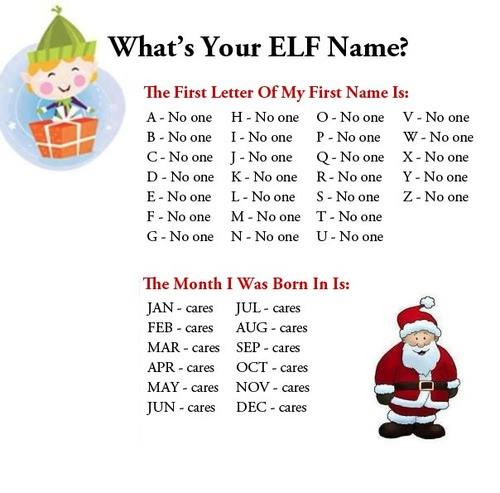 What's Your ELF Name?
The First Letter Of My First Name Is:
A - No one H - No one O - No one V - No one
B - No one I - No one P - No one W - No one
C - No one J - No one Q - No one X - No one
D - No one K - No one R - No one Y - No one
E - No one L - No one S - No one Z - No one
F - No one M - No one T - No one
G - No one N - No one U - No one
The Month I Was Born In Is:
JAN - cares JUL - cares
FEB - cares AUG - cares
MAR - cares SEP - cares
APR - cares OCT - cares
MAY - cares NOV - cares
JUN - cares DEC - cares